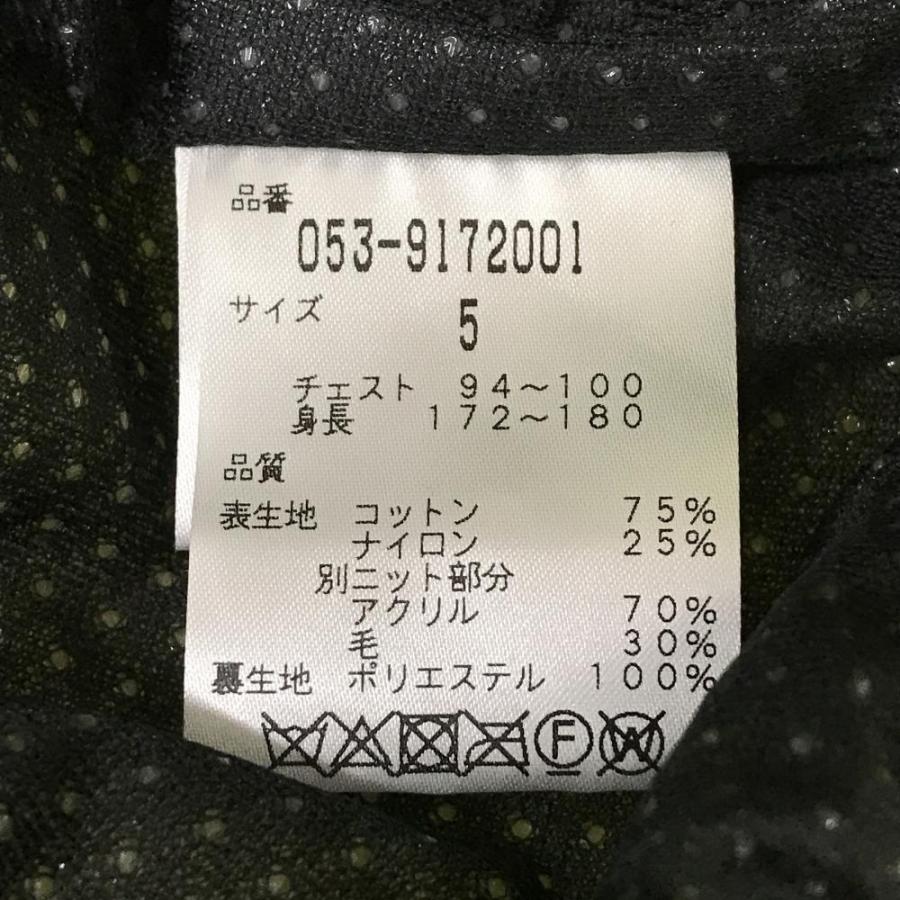 品番
053-9172001
サイズ 5
チェスト 94～100
身長 172～180
品質
表生地 コットン 75%
ナイロン 25%
別ニット部分
アクリル 70%
毛 30%
裏生地 ポリエステル 100%
F W